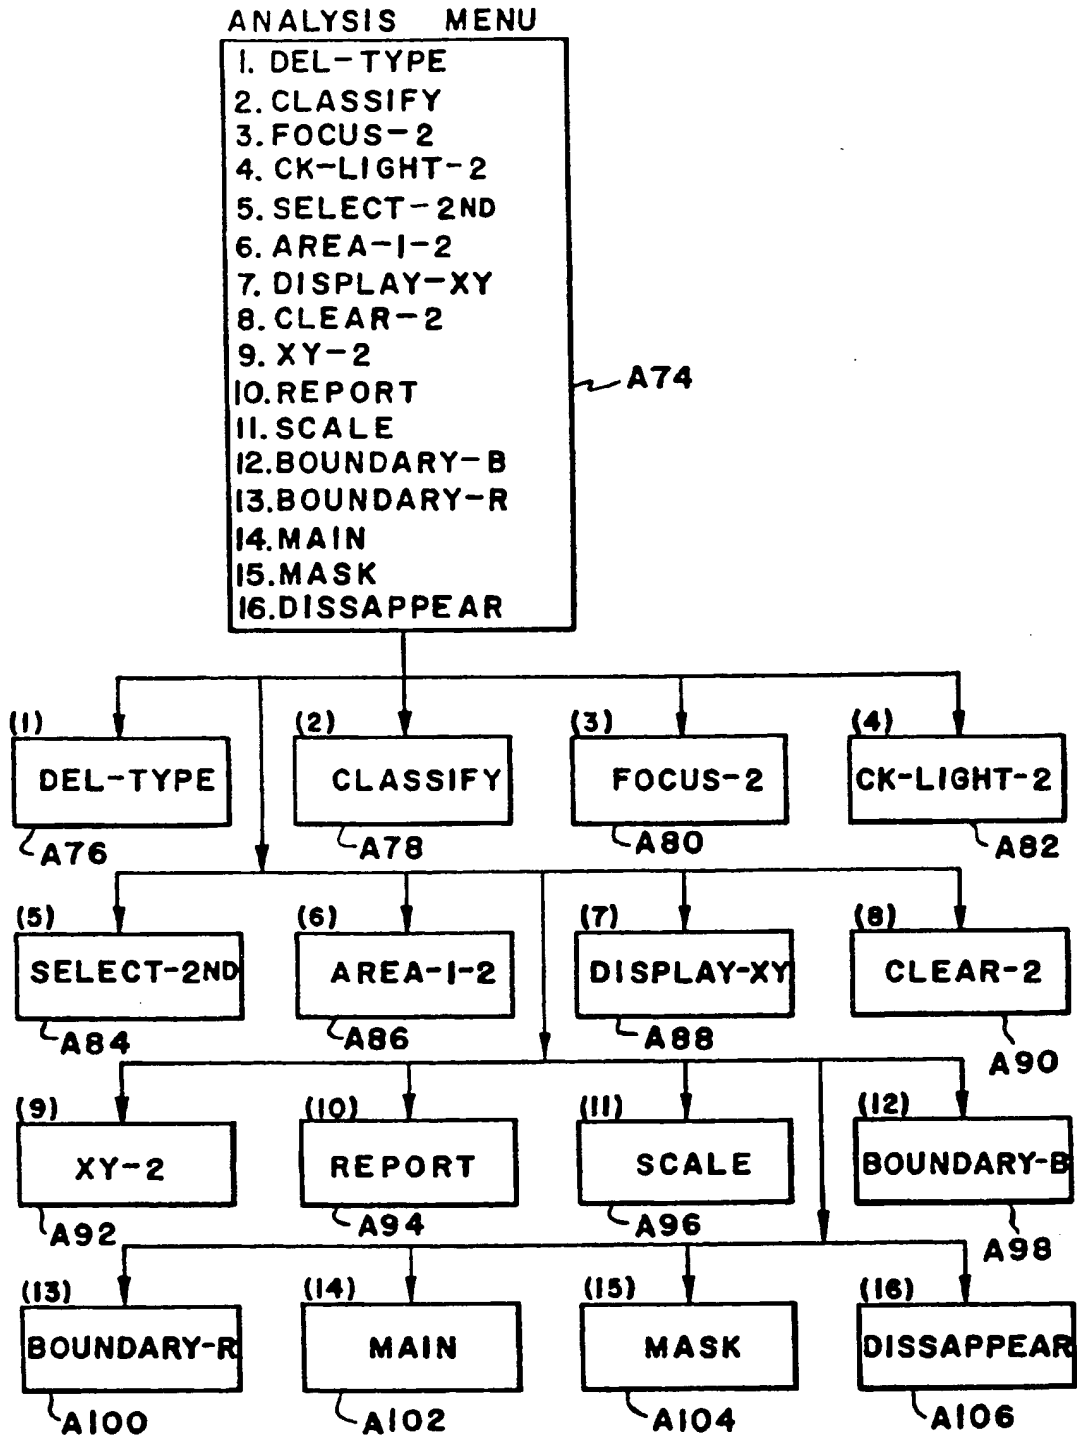 ANALYSIS MENU
1. DEL-TYPE
2. CLASSIFY
3. FOCUS-2
4. CK-LIGHT-2
5. SELECT-2ND
6. AREA-1-2
7. DISPLAY-XY
8. CLEAR-2
9. XY-2
10. REPORT
11. SCALE
12. BOUNDARY-B
13. BOUNDARY-R
14. MAIN
15. MASK
16. DISSAPPEAR
A74
(1) (2) (3) (4)
DEL-TYPE CLASSIFY FOCUS-2 CK-LIGHT-2
A76 A78 A80 A82
(5) (6) (7) (8)
SELECT-2ND AREA-1-2 DISPLAY-XY CLEAR-2
A84 A86 A88 A90
(9) (10) (11) (12)
XY-2 REPORT SCALE BOUNDARY-B
A92 A94 A96 A98
(13) (14) (15) (16)
BOUNDARY-R MAIN MASK DISSAPPEAR
A100 A102 A104 A106